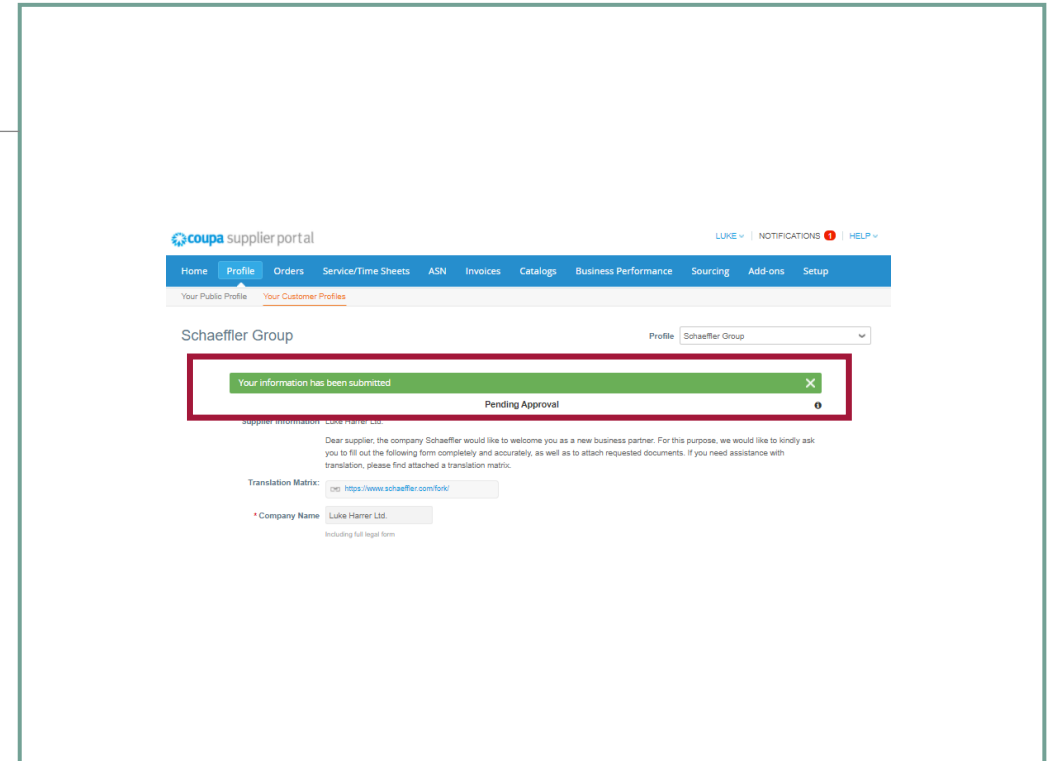 coupa supplier portal
LUKE | NOTIFICATIONS 1 | HELP
Home Profile Orders Service/Time Sheets ASN Invoices Catalogs Business Performance Sourcing Add-ons Setup
Your Public Profile Your Customer Profiles
Schaeffler Group Profile Schaeffler Group
Your information has been submitted
Pending Approval
Supplier Information Luke Harrer Ltd.
Dear supplier, the company Schaeffler would like to welcome you as a new business partner. For this purpose, we would like to kindly ask
you to fill out the following form completely and accurately, as well as to attach requested documents. If you need assistance with
translation, please find attached a translation matrix.
Translation Matrix: https://www.schaeffler.com/fork/
* Company Name Luke Harrer Ltd.
Including full legal form